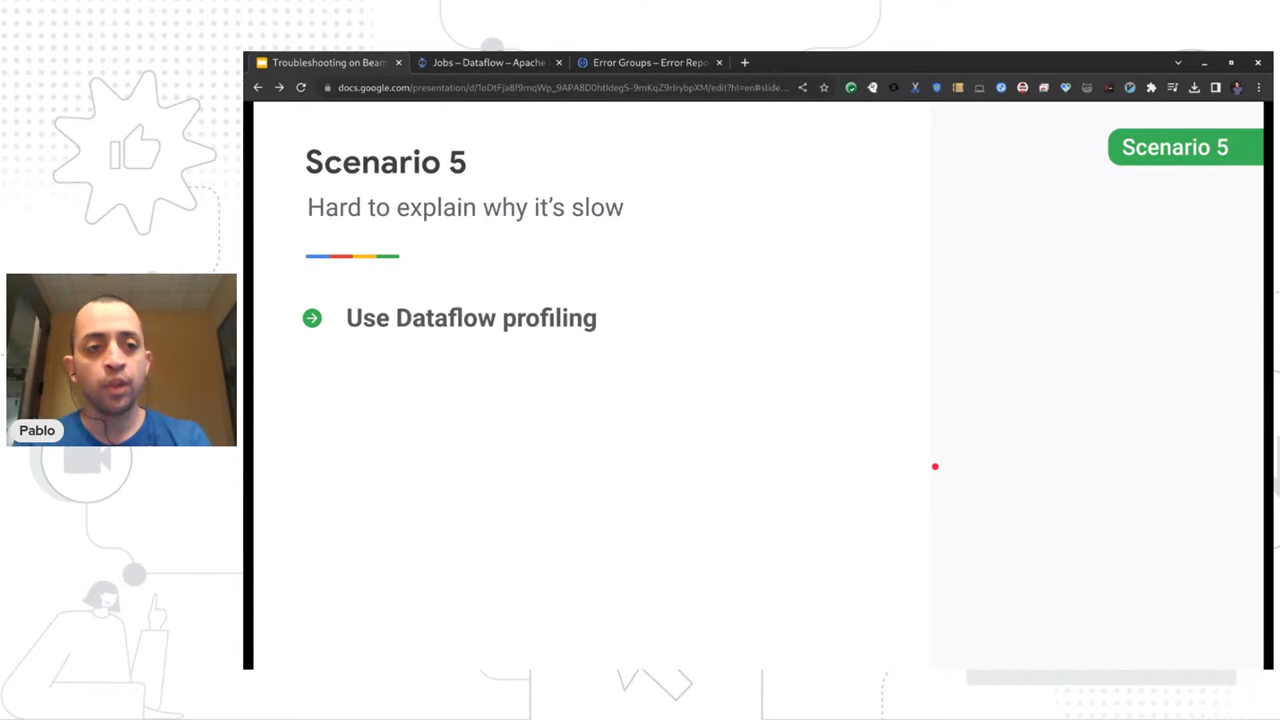 Troubleshooting on Beam
Jobs – Dataflow – Apache
Error Groups – Error Repo
Scenario 5
Scenario 5
Hard to explain why it's slow
Use Dataflow profiling
Pablo